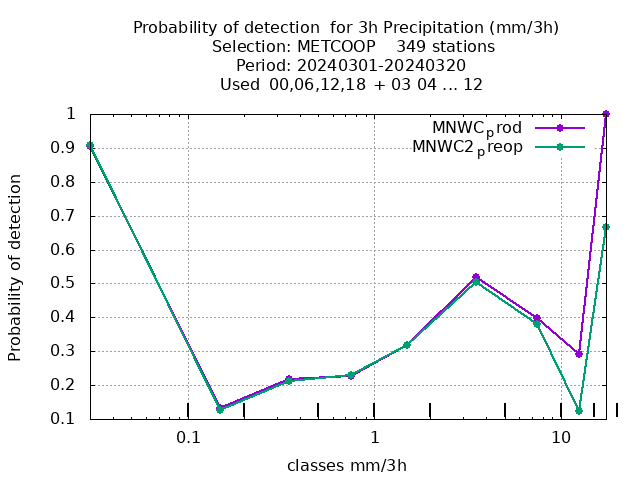 Probability of detection  for 3h Precipitation (mm/3h)
Selection: METCOOP    349 stations
Period: 20240301-20240320
Used  00,06,12,18  + 03 04 ... 12
MNWCprod
MNWC2preop
1
0.9
0.8
0.7
0.6
0.5
0.4
0.3
0.2
0.1
Probability of detection
0.1 1 10
classes mm/3h